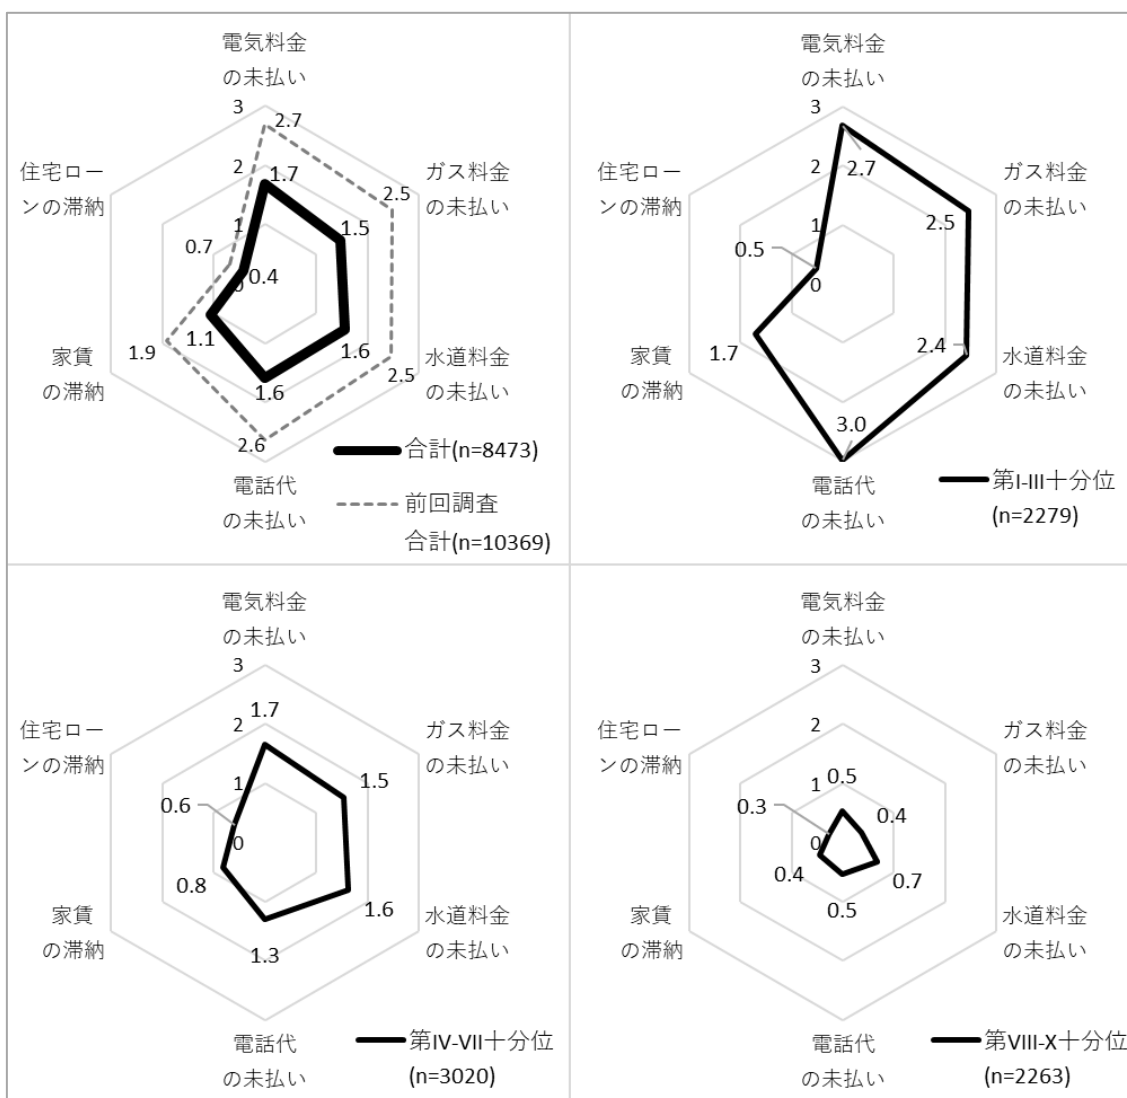 電気料金
の未払い
3
2.7
2
1.7
住宅ロー
ンの滞納
ガス料金
の未払い
2.5
1
1.5
0.7
0.4
0
1.1
1.6
家賃
の滞納
1.9
水道料金
の未払い
2.5
1.6
2.6
合計(n=8473)
電話代
の未払い
前回調査
合計(n=10369)
電気料金
の未払い
3
2
2.7
住宅ロー
ンの滞納
ガス料金
の未払い
1
2.5
0.5
0
2.4
家賃
の滞納
1.7
水道料金
の未払い
3.0
電話代
の未払い
第I-III十分位
(n=2279)
電気料金
の未払い
3
1.7
2
住宅ロー
ンの滞納
ガス料金
の未払い
1
1.5
0.6
0
0.8
家賃
の滞納
1.6
水道料金
の未払い
1.3
電話代
の未払い
第IV-VII十分位
(n=3020)
電気料金
の未払い
3
2
住宅ロー
ンの滞納
ガス料金
の未払い
1
0.5
0.3
0.4
0
0.4
0.7
家賃
の滞納
水道料金
の未払い
0.5
電話代
の未払い
第VIII-X十分位
(n=2263)